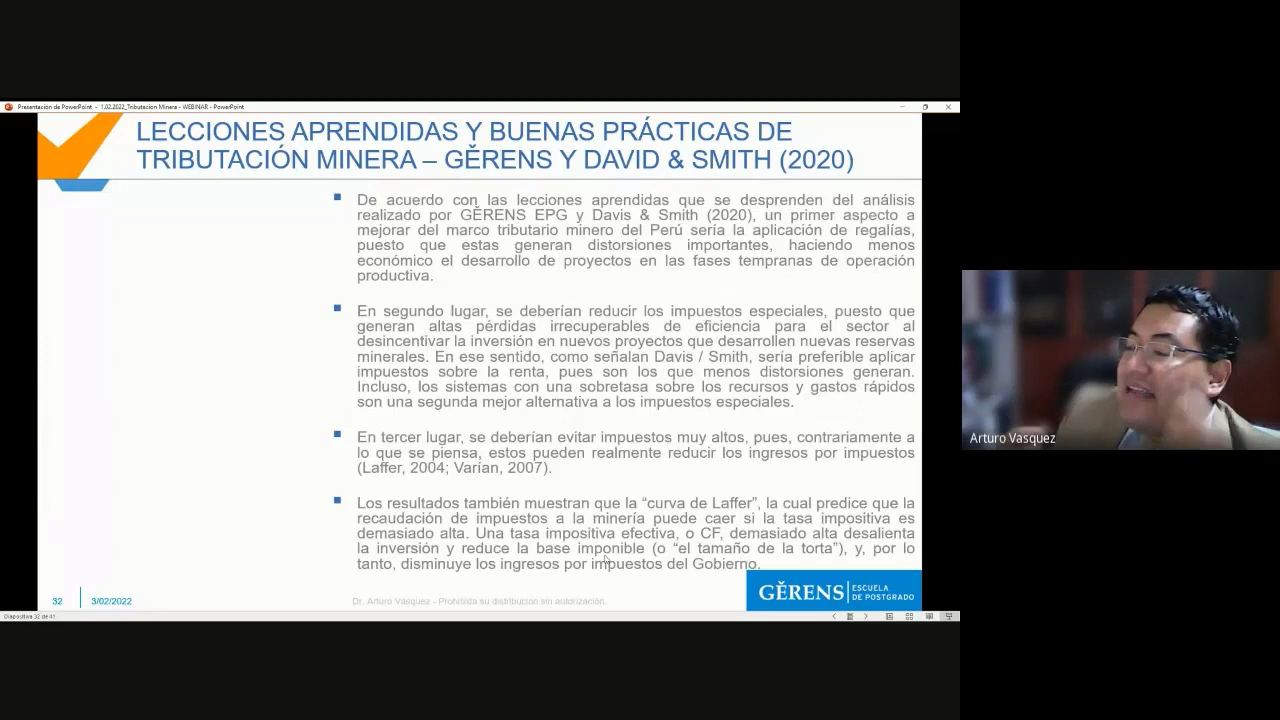 Presentación de PowerPoint - 1.02.2022_Tributacion Minera - WEBINAR - PowerPoint
LECCIONES APRENDIDAS Y BUENAS PRÁCTICAS DE
TRIBUTACIÓN MINERA – GĚRENS Y DAVID & SMITH (2020)
De acuerdo con las lecciones aprendidas que se desprenden del análisis
realizado por GĚRENS EPG y Davis & Smith (2020), un primer aspecto a
mejorar del marco tributario minero del Perú sería la aplicación de regalías,
puesto que estas generan distorsiones importantes, haciendo menos
económico el desarrollo de proyectos en las fases tempranas de operación
productiva.
En segundo lugar, se deberían reducir los impuestos especiales, puesto que
generan altas pérdidas irrecuperables de eficiencia para el sector al
desincentivar la inversión en nuevos proyectos que desarrollen nuevas reservas
minerales. En ese sentido, como señalan Davis / Smith, sería preferible aplicar
impuestos sobre la renta, pues son los que menos distorsiones generan.
Incluso, los sistemas con una sobretasa sobre los recursos y gastos rápidos
son una segunda mejor alternativa a los impuestos especiales.
En tercer lugar, se deberían evitar impuestos muy altos, pues, contrariamente a
lo que se piensa, estos pueden realmente reducir los ingresos por impuestos
(Laffer, 2004; Varían, 2007).
Los resultados también muestran que la “curva de Laffer”, la cual predice que la
recaudación de impuestos a la minería puede caer si la tasa impositiva es
demasiado alta. Una tasa impositiva efectiva, o CF, demasiado alta desalienta
la inversión y reduce la base imponible (o “el tamaño de la torta”), y, por lo
tanto, disminuye los ingresos por impuestos del Gobierno.
32
3/02/2022
Dr. Arturo Vásquez - Prohibida su distribución sin autorización.
GĚRENS
ESCUELA
DE POSTGRADO
Diapositiva 32 de 41
Arturo Vasquez